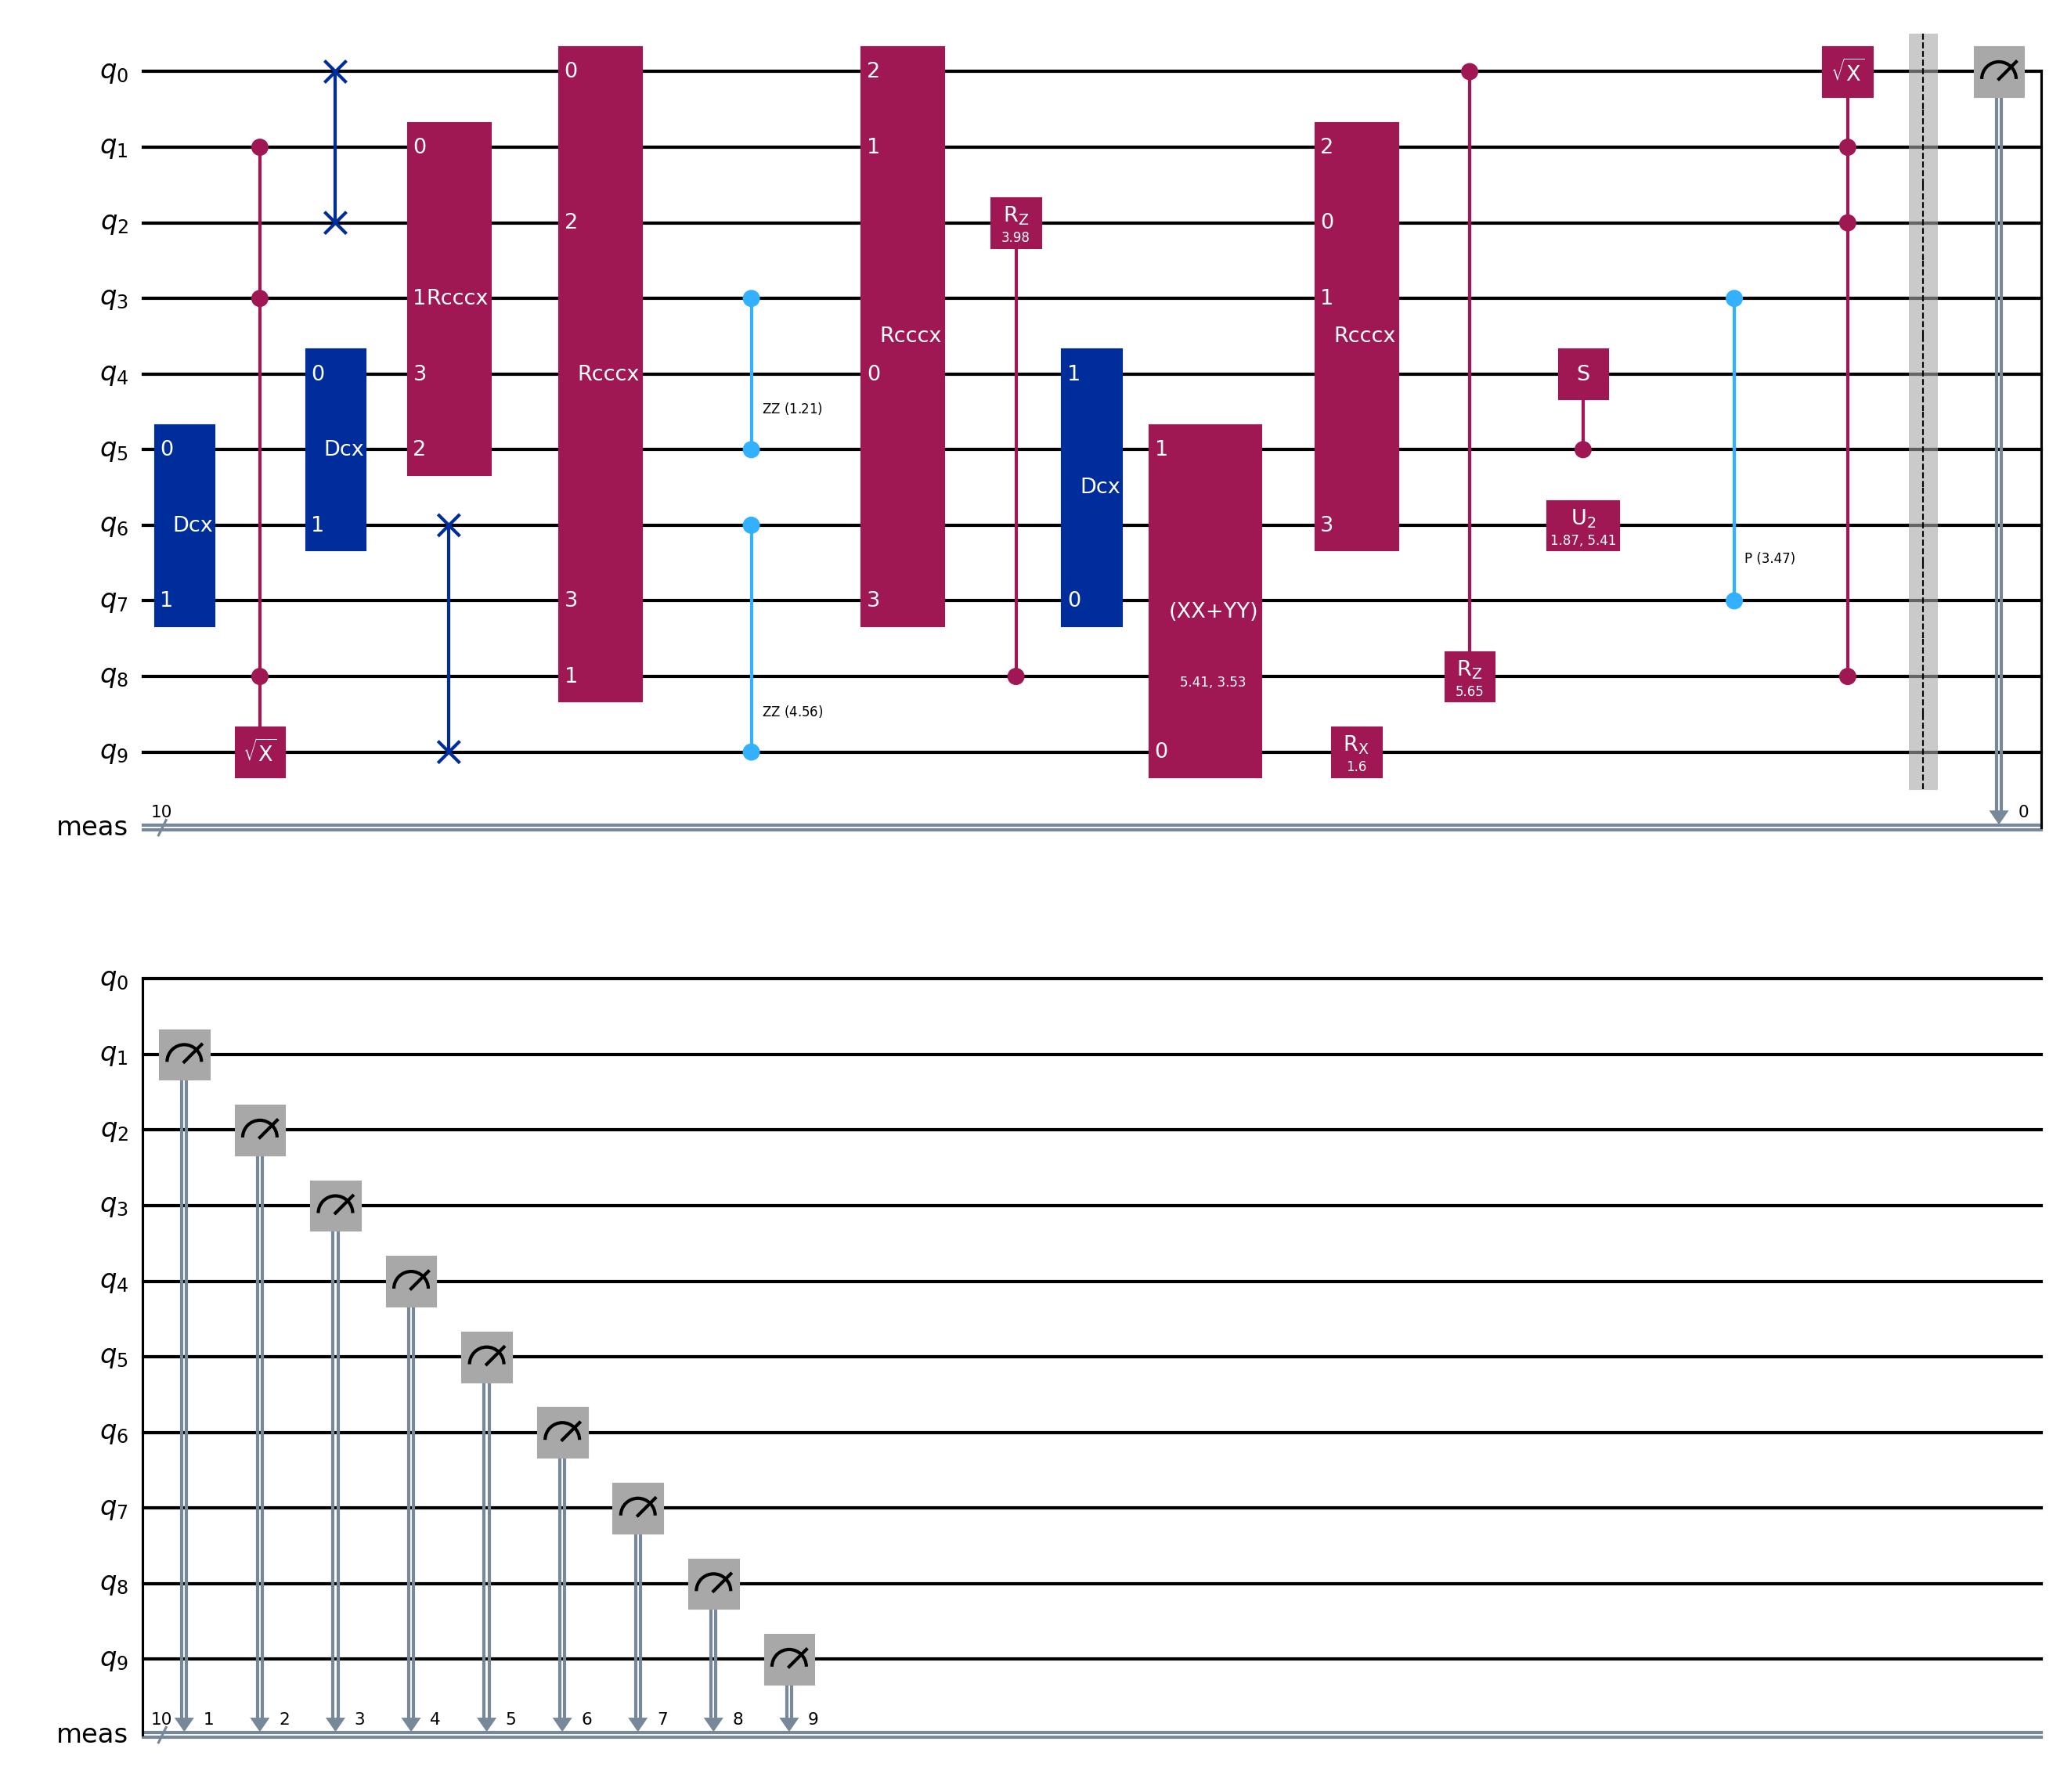 q0 0 2 √X
q1 0 1 2
q2 2 RZ 0
3.98
q3 1 Rcccx 1
Rcccx Rcccx
q4 0 3 Rcccx 0 1 S
ZZ (1.21)
q5 0 Dcx 2 1
Dcx
q6 Dcx 1 3 U2
1.87, 5.41
P (3.47)
q7 1 3 3 0 (XX+YY)
q8 1 5.41, 3.53 RZ
5.65
ZZ (4.56)
q9 √X 0 RX
1.6
10 0
meas
q0
q1
q2
q3
q4
q5
q6
q7
q8
q9
10 1 2 3 4 5 6 7 8 9
meas